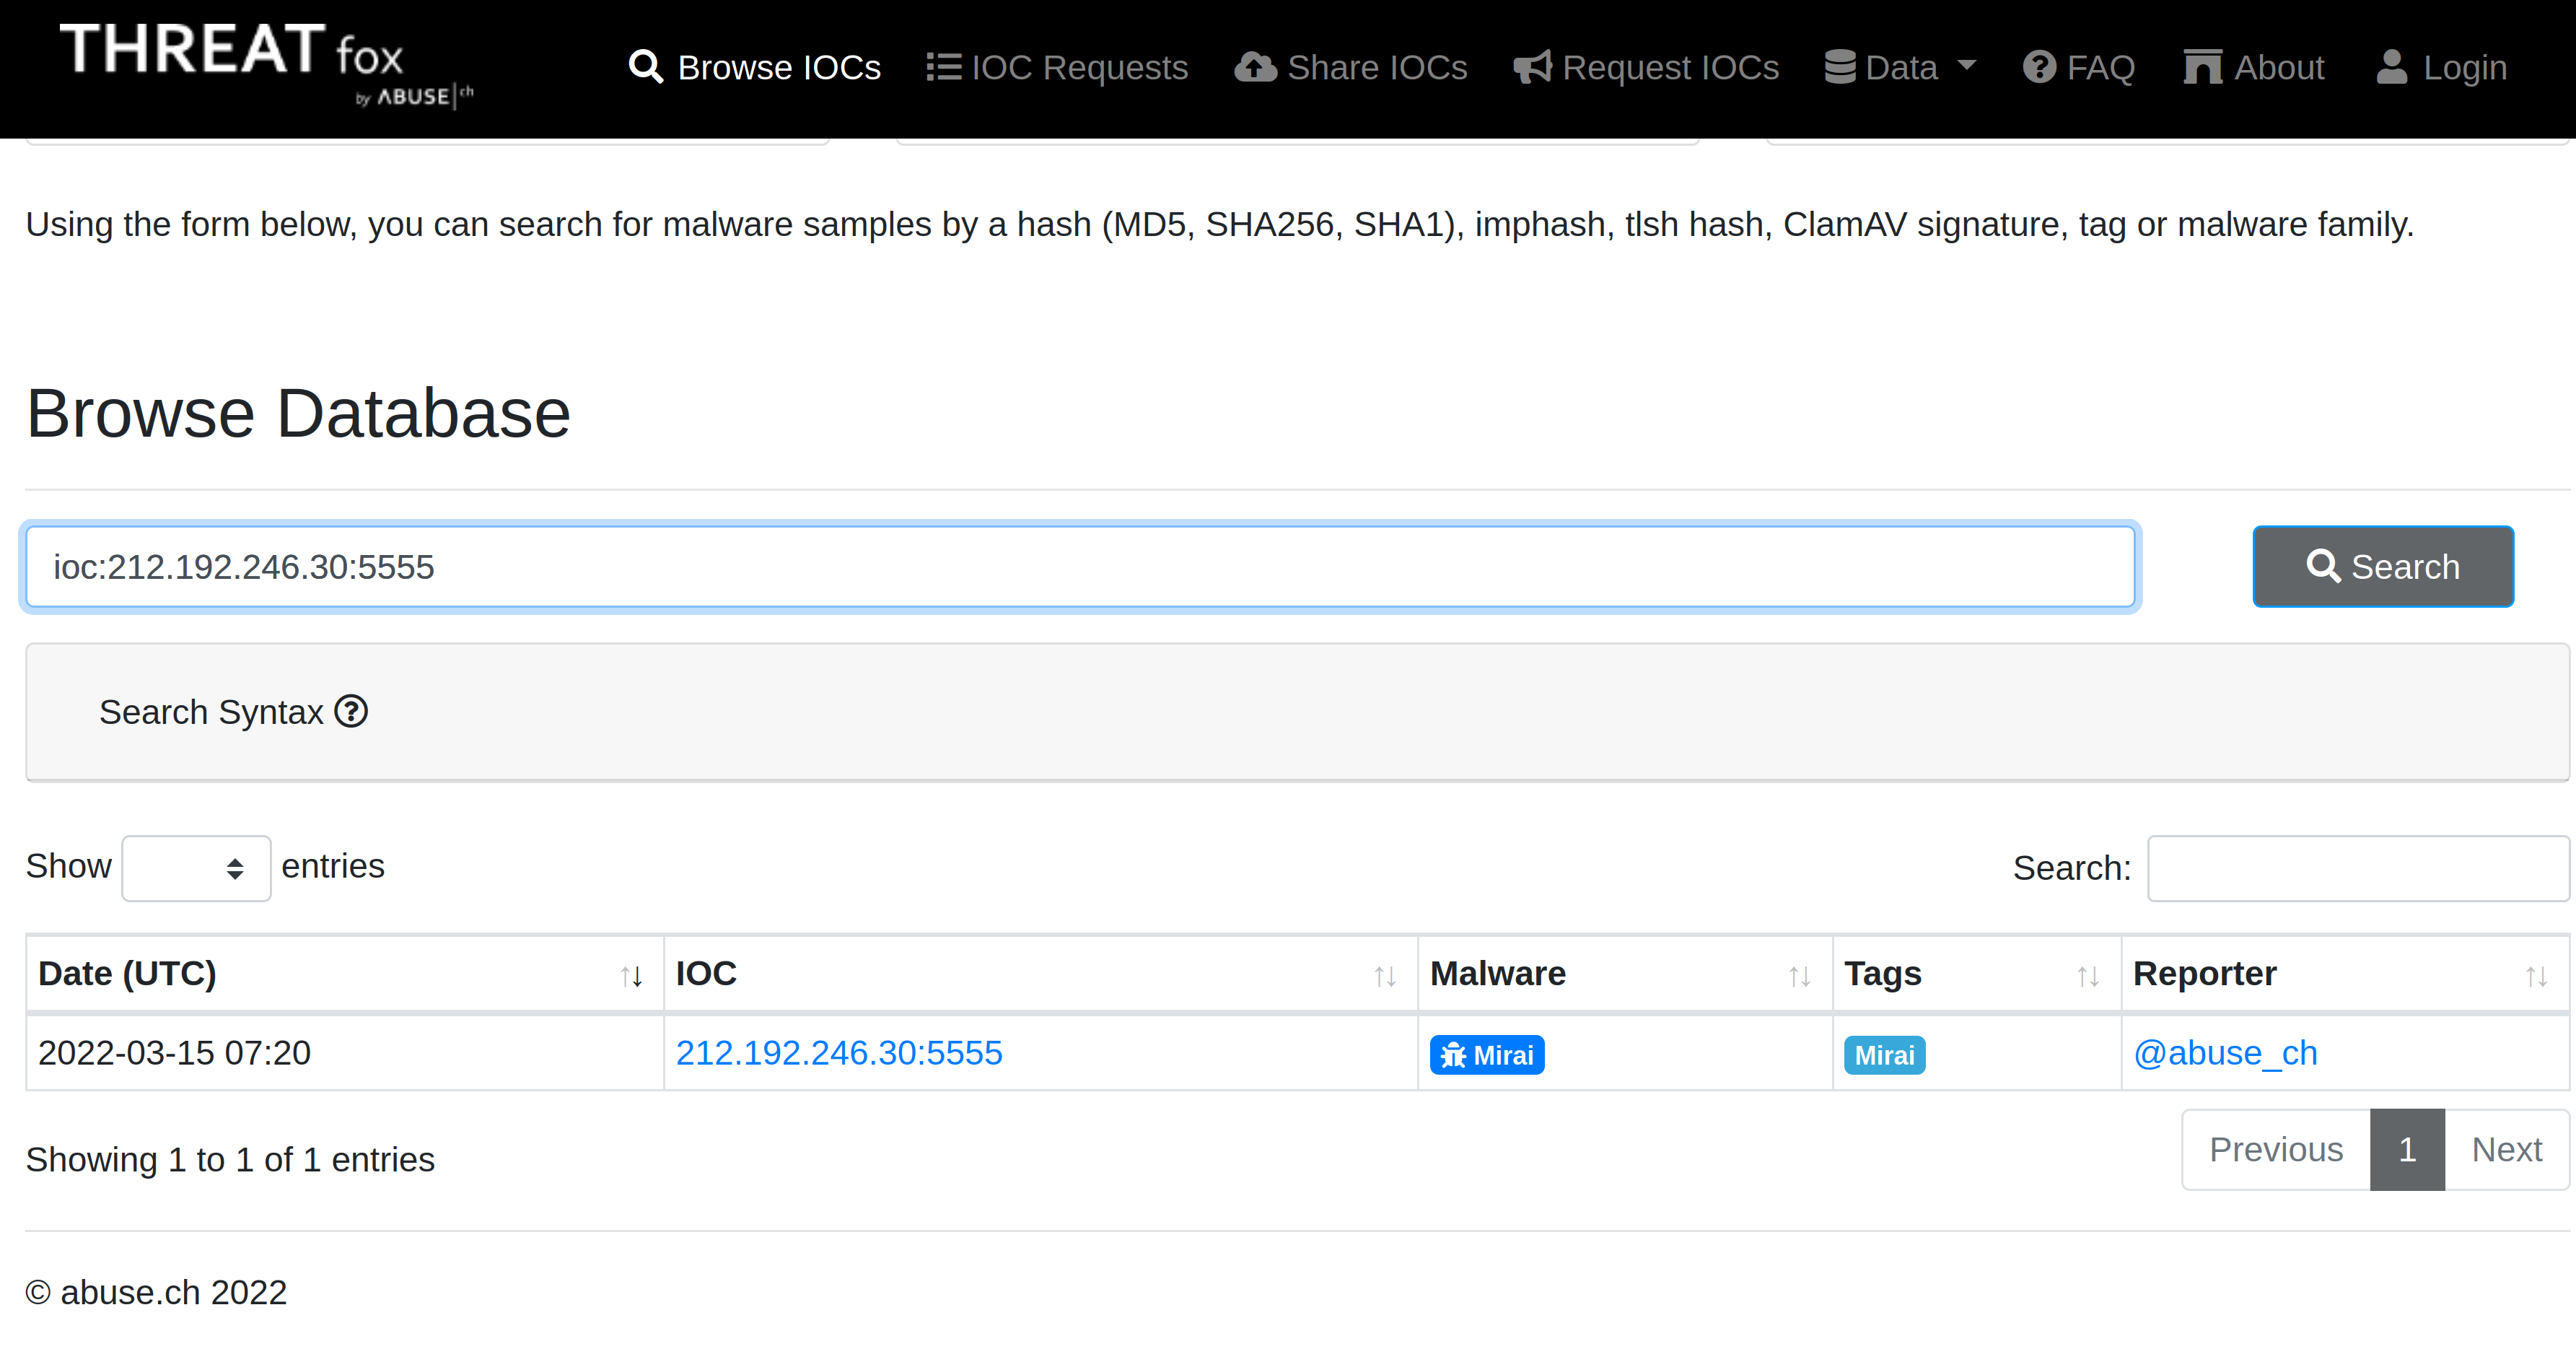 THREAT fox
by ABUSE|ch
Browse IOCs IOC Requests Share IOCs Request IOCs Data FAQ About Login
Using the form below, you can search for malware samples by a hash (MD5, SHA256, SHA1), imphash, tlsh hash, ClamAV signature, tag or malware family.
Browse Database
ioc:212.192.246.30:5555 Search
Search Syntax
Show entries Search:
Date (UTC) IOC Malware Tags Reporter
2022-03-15 07:20 212.192.246.30:5555 Mirai Mirai @abuse_ch
Showing 1 to 1 of 1 entries Previous 1 Next
© abuse.ch 2022